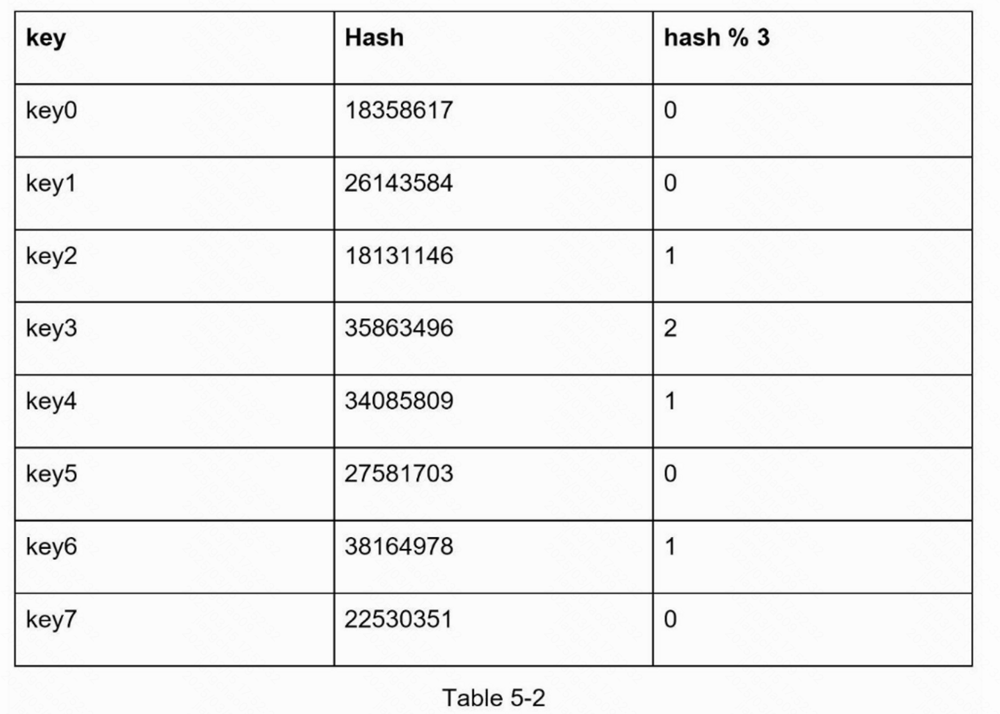 key Hash hash % 3
key0 18358617 0
key1 26143584 0
key2 18131146 1
key3 35863496 2
key4 34085809 1
key5 27581703 0
key6 38164978 1
key7 22530351 0
Table 5-2